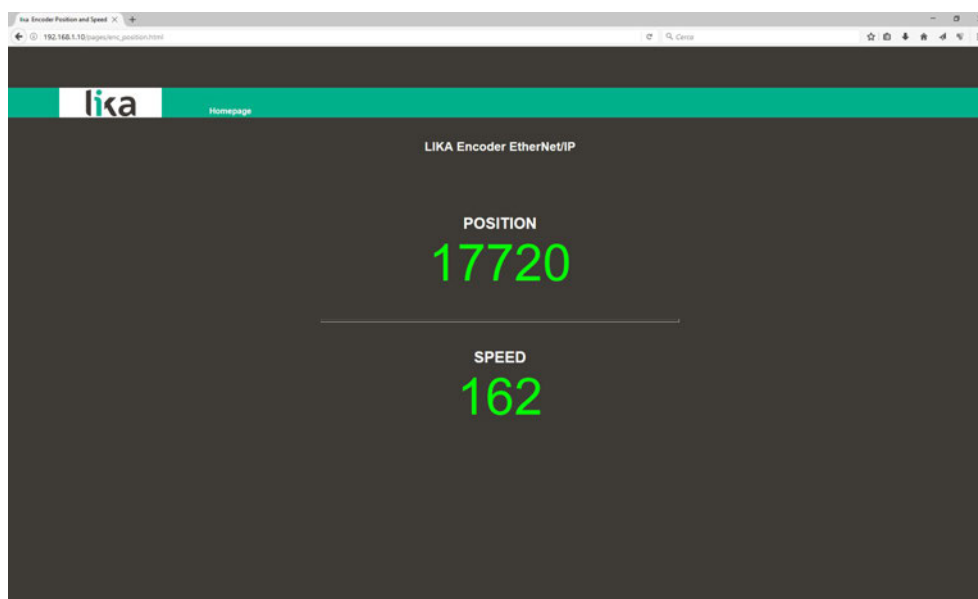 lika Encoder Position and Speed
192.168.1.10/pages/enc_position.html
Cerca
lika
Homepage
LIKA Encoder EtherNet/IP
POSITION
17720
SPEED
162